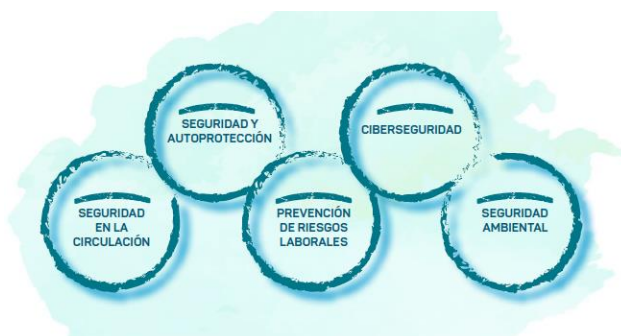 SEGURIDAD Y
AUTOPROTECCIÓN
CIBERSEGURIDAD
SEGURIDAD
EN LA
CIRCULACIÓN
PREVENCIÓN
DE RIESGOS
LABORALES
SEGURIDAD
AMBIENTAL